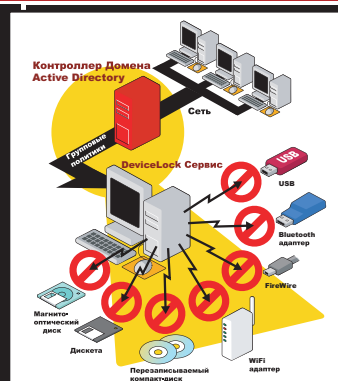 Контроллер Домена
Active Directory
Сеть
Групповые
политики
DeviceLock Сервис
USB
USB
Bluetooth
адаптер
FireWire
Магнито-
оптический
диск
Дискета
Перезаписываемый
компакт-диск
WiFi
адаптер